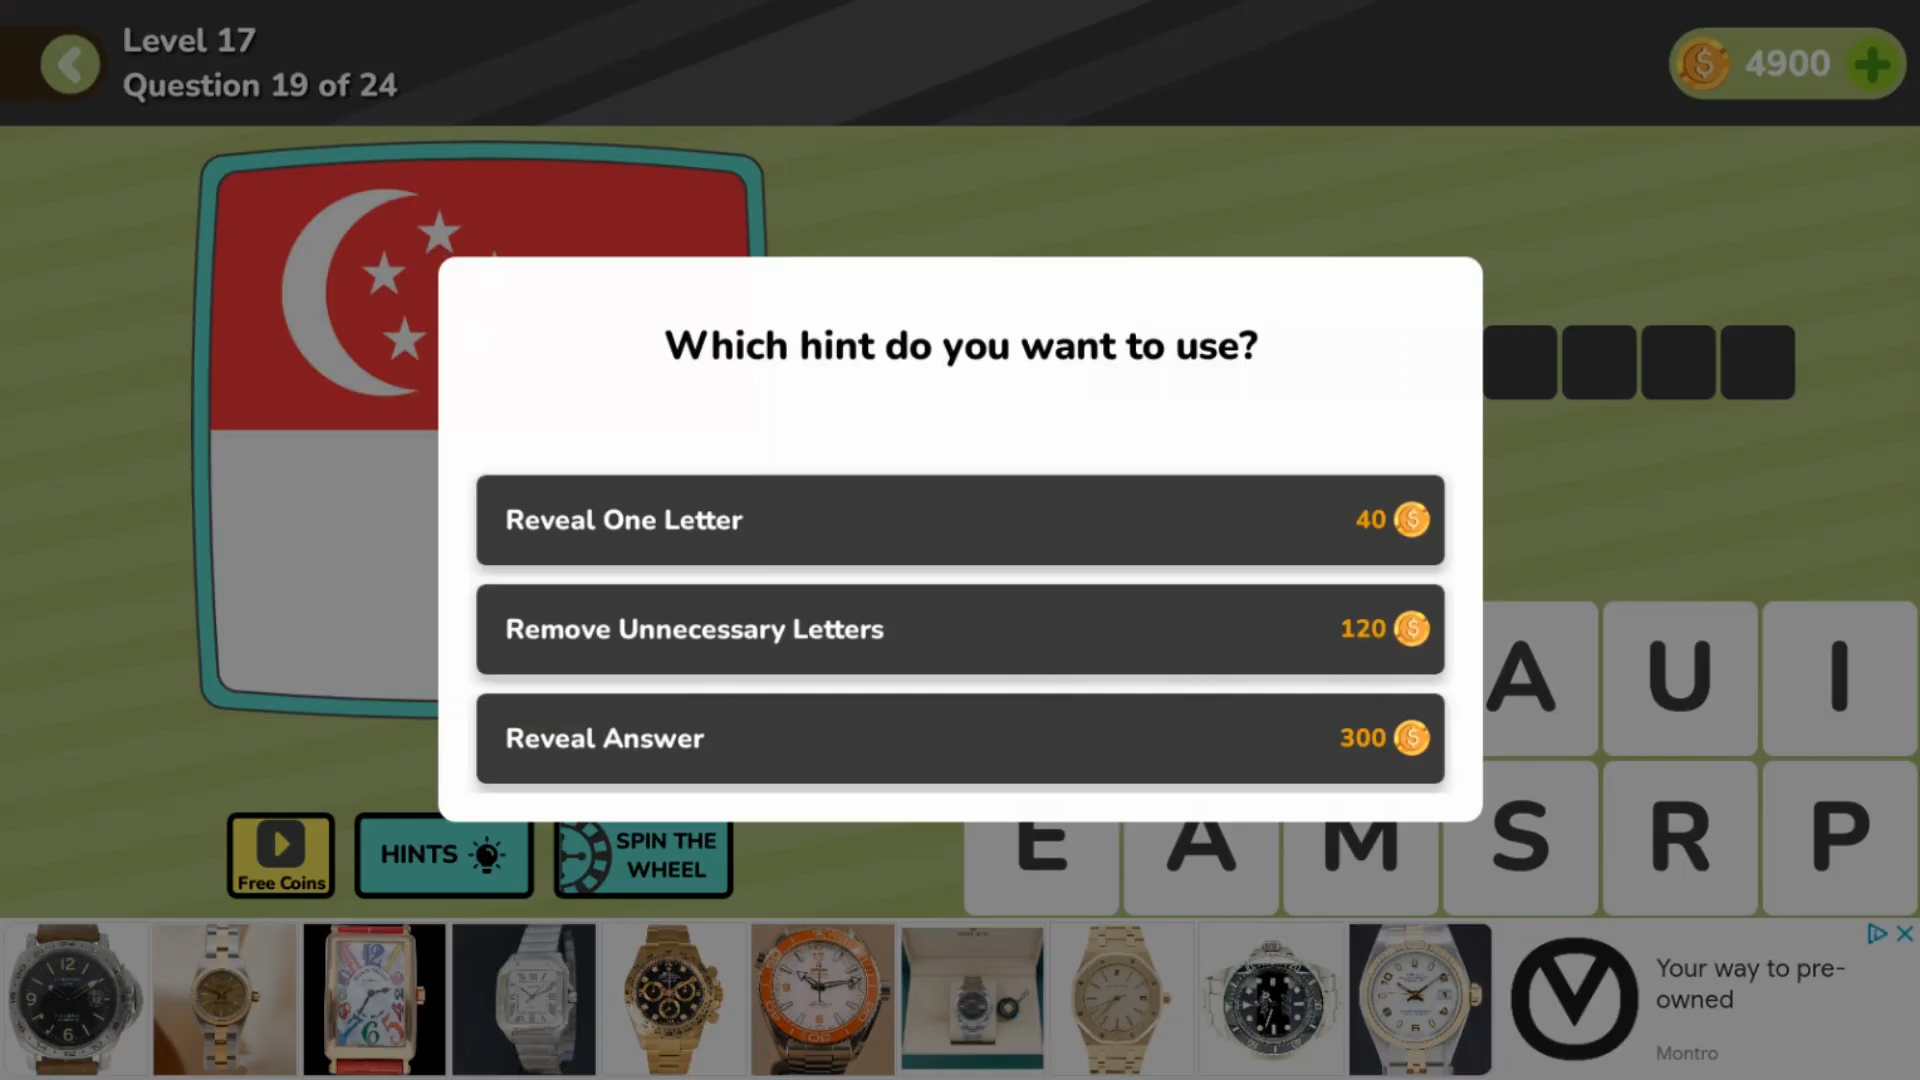 Level 17
Question 19 of 24
4900
Which hint do you want to use?
Reveal One Letter 40
Remove Unnecessary Letters 120
Reveal Answer 300
A U I
E A M S R P
Free Coins
HINTS
SPIN THE
WHEEL
Your way to pre-
owned
Montro